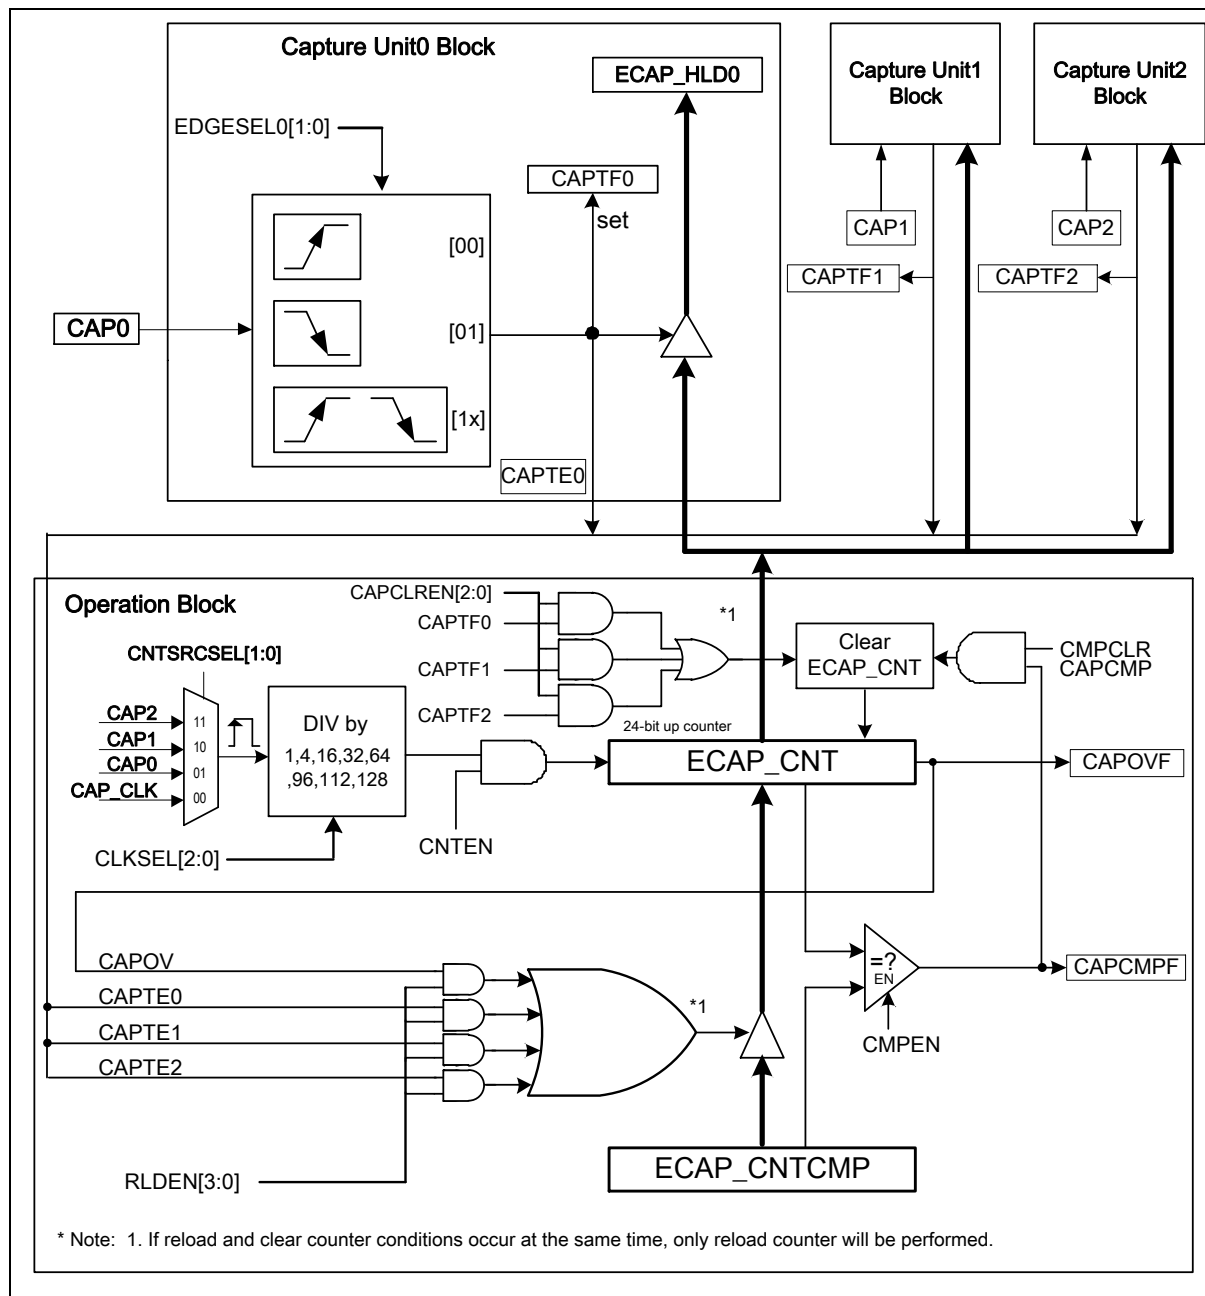 Capture Unit0 Block
ECAP_HLD0
Capture Unit1
Block
Capture Unit2
Block
EDGESEL0[1:0]
CAPTF0
set
[00]
CAP1
CAP2
CAPTF1
CAPTF2
CAP0
[01]
[1x]
CAPTE0
Operation Block
CAPCLREN[2:0]
CAPTF0
*1
CAPTF1
CAPTF2
Clear
ECAP_CNT
CMPCLR
CAPCMP
CNTSRCSEL[1:0]
CAP2
11
CAP1
10
CAP0
01
CAP_CLK
00
DIV by
1,4,16,32,64
,96,112,128
24-bit up counter
ECAP_CNT
CAPOVF
CNTEN
CLKSEL[2:0]
CAPOV
CAPTE0
CAPTE1
CAPTE2
*1
=?
EN
CAPCMPF
CMPEN
RLDEN[3:0]
ECAP_CNTCMP
* Note: 1. If reload and clear counter conditions occur at the same time, only reload counter will be performed.